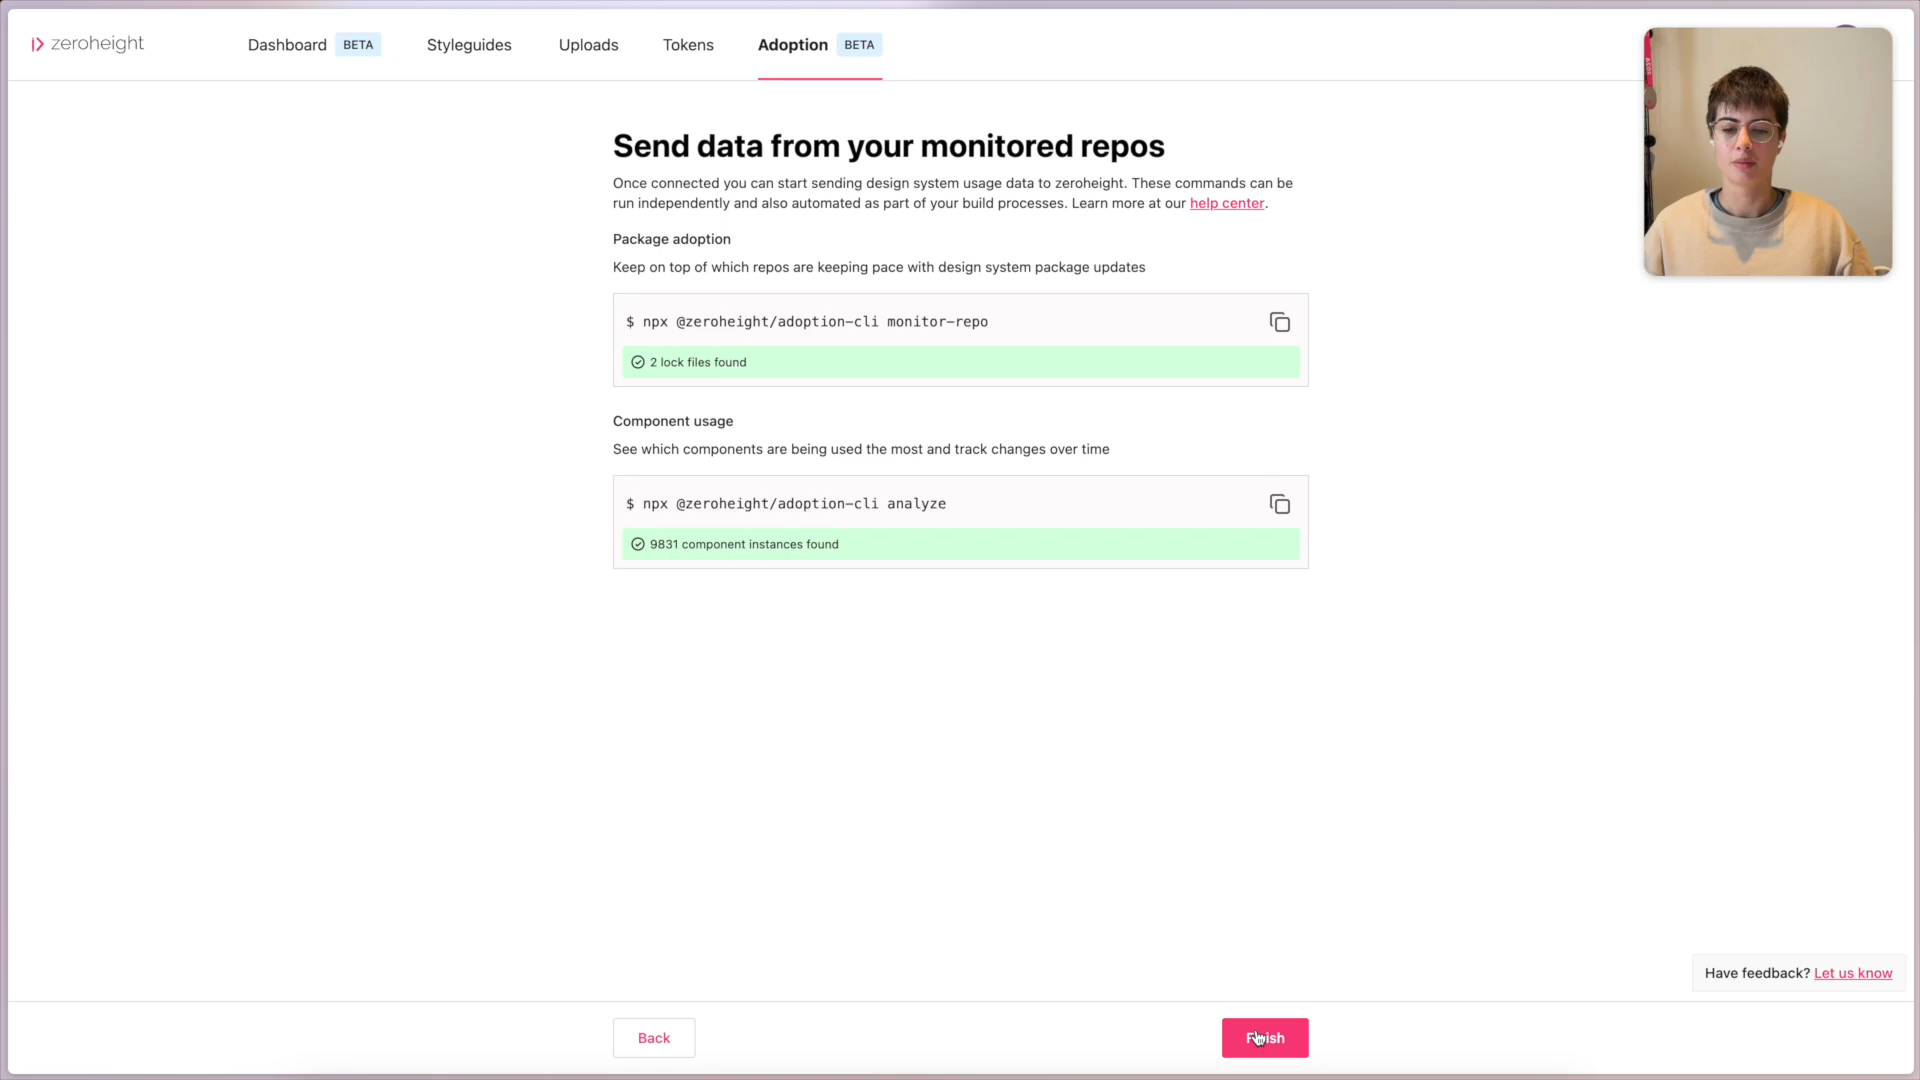 zeroheight
Dashboard BETA Styleguides Uploads Tokens Adoption BETA
Send data from your monitored repos
Once connected you can start sending design system usage data to zeroheight. These commands can be
run independently and also automated as part of your build processes. Learn more at our help center.
Package adoption
Keep on top of which repos are keeping pace with design system package updates
$ npx @zeroheight/adoption-cli monitor-repo
2 lock files found
Component usage
See which components are being used the most and track changes over time
$ npx @zeroheight/adoption-cli analyze
9831 component instances found
Have feedback? Let us know
Back
Finish